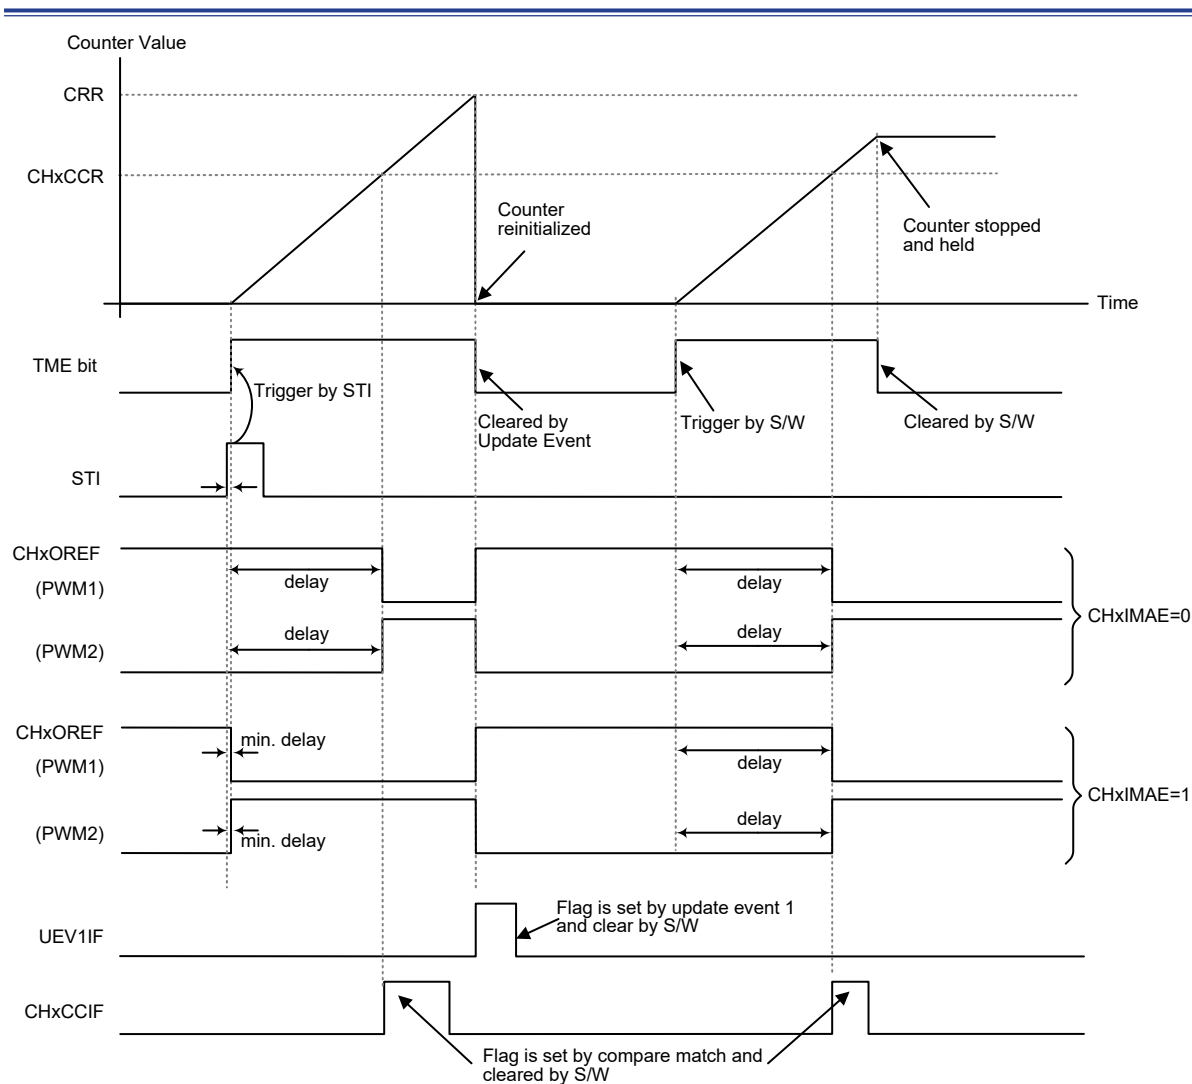 Counter Value
CRR
CHxCCR
Counter
reinitialized
Counter stopped
and held
Time
TME bit
Trigger by STI
Cleared by
Update Event
Trigger by S/W
Cleared by S/W
STI
CHxOREF
(PWM1)
delay
delay
CHxIMAE=0
(PWM2)
delay
delay
CHxOREF
(PWM1)
min. delay
delay
CHxIMAE=1
(PWM2)
min. delay
delay
UEV1IF
Flag is set by update event 1
and clear by S/W
CHxCCIF
Flag is set by compare match and
cleared by S/W